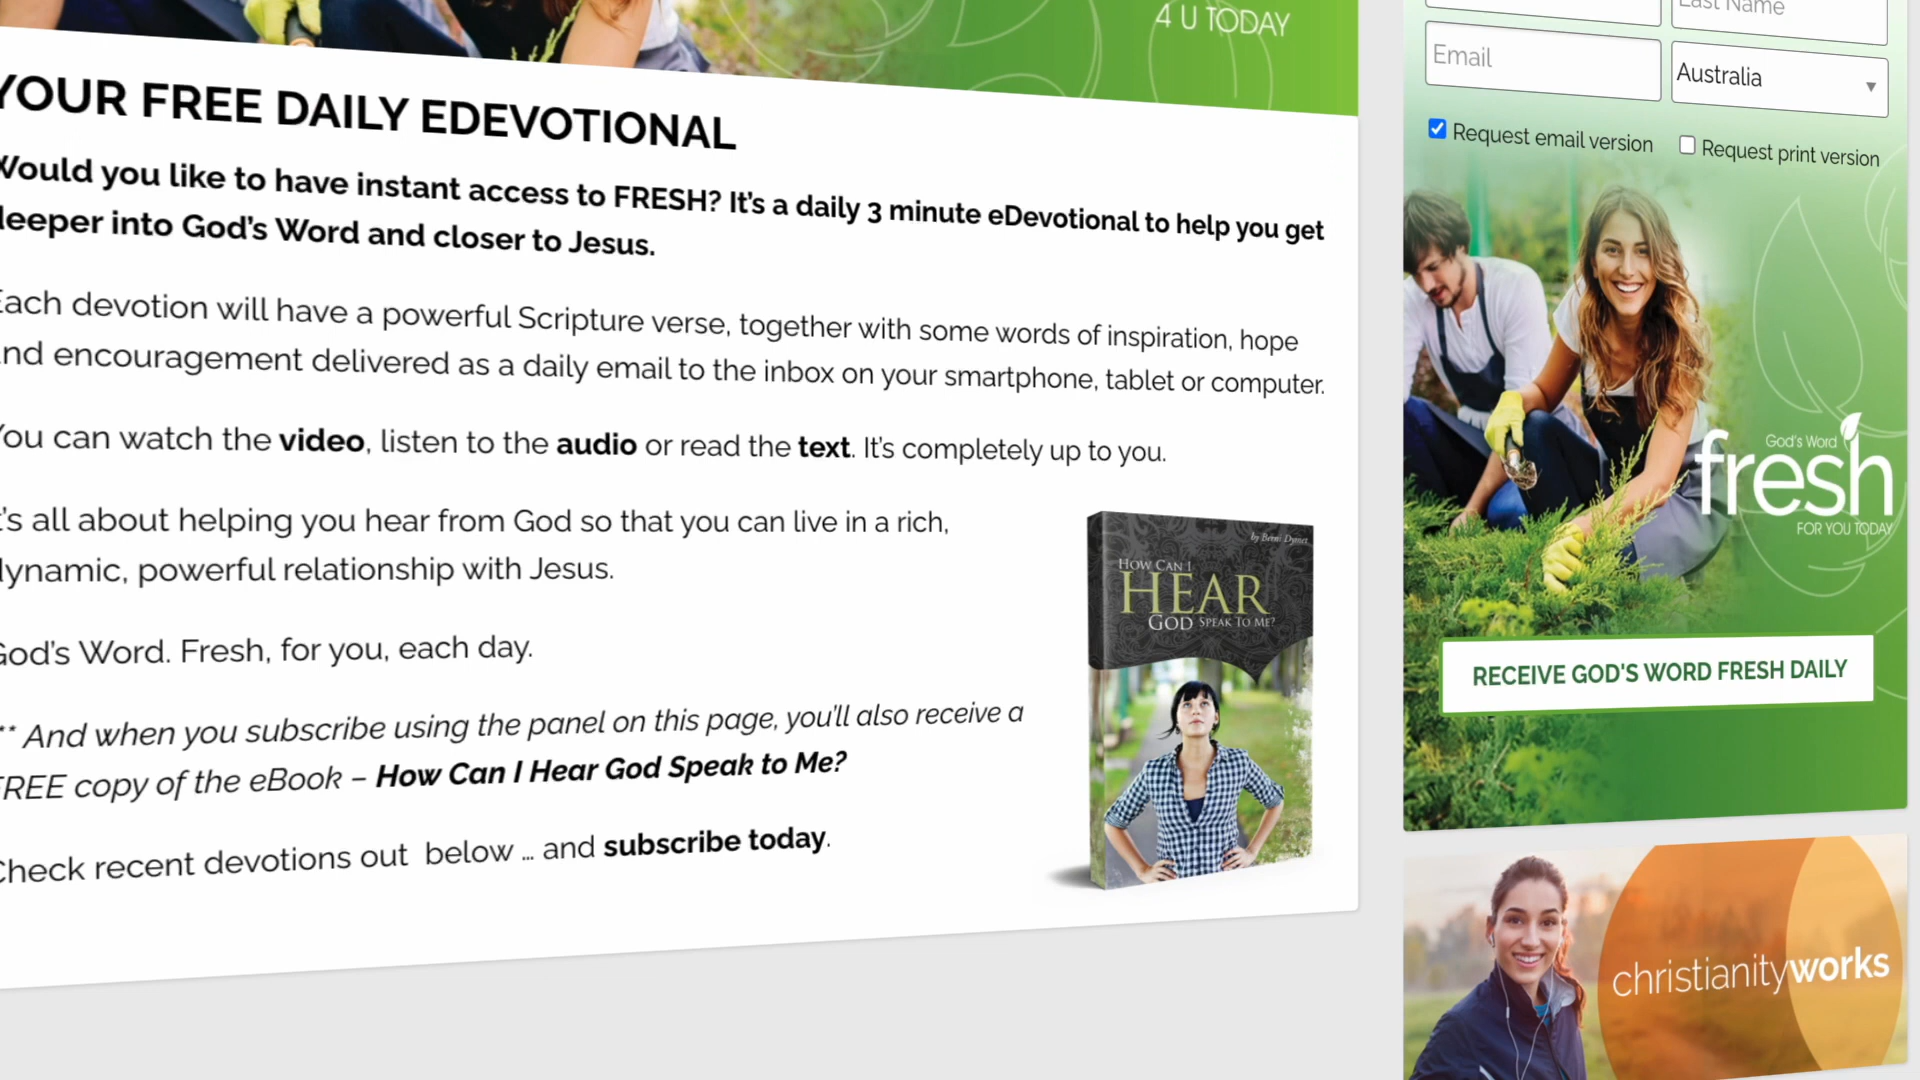 4 U TODAY
YOUR FREE DAILY EDEVOTIONAL
Would you like to have instant access to FRESH? It's a daily 3 minute eDevotional to help you get
deeper into God's Word and closer to Jesus.
Each devotion will have a powerful Scripture verse, together with some words of inspiration, hope
and encouragement delivered as a daily email to the inbox on your smartphone, tablet or computer.
You can watch the video, listen to the audio or read the text. It's completely up to you.
It's all about helping you hear from God so that you can live in a rich,
dynamic, powerful relationship with Jesus.
God's Word. Fresh, for you, each day.
** And when you subscribe using the panel on this page, you'll also receive a
FREE copy of the eBook – How Can I Hear God Speak to Me?
Check recent devotions out below ... and subscribe today.
by Berni Dymet
HOW CAN I
HEAR
GOD SPEAK TO ME?
Last Name
Email
Australia
Request email version
Request print version
God's Word
fresh
FOR YOU TODAY
RECEIVE GOD'S WORD FRESH DAILY
christianityworks